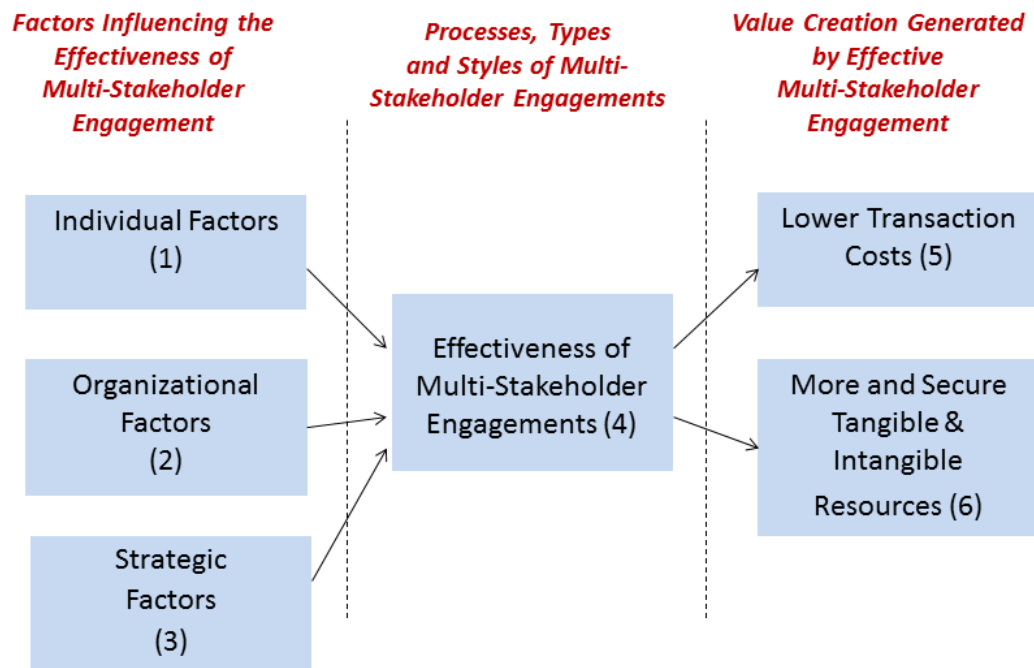 Factors Influencing the
Effectiveness of
Multi-Stakeholder
Engagement
Processes, Types
and Styles of Multi-
Stakeholder Engagements
Value Creation Generated
by Effective
Multi-Stakeholder
Engagement
Individual Factors
(1)
Organizational
Factors
(2)
Strategic
Factors
(3)
Effectiveness of
Multi-Stakeholder
Engagements (4)
Lower Transaction
Costs (5)
More and Secure
Tangible &
Intangible
Resources (6)